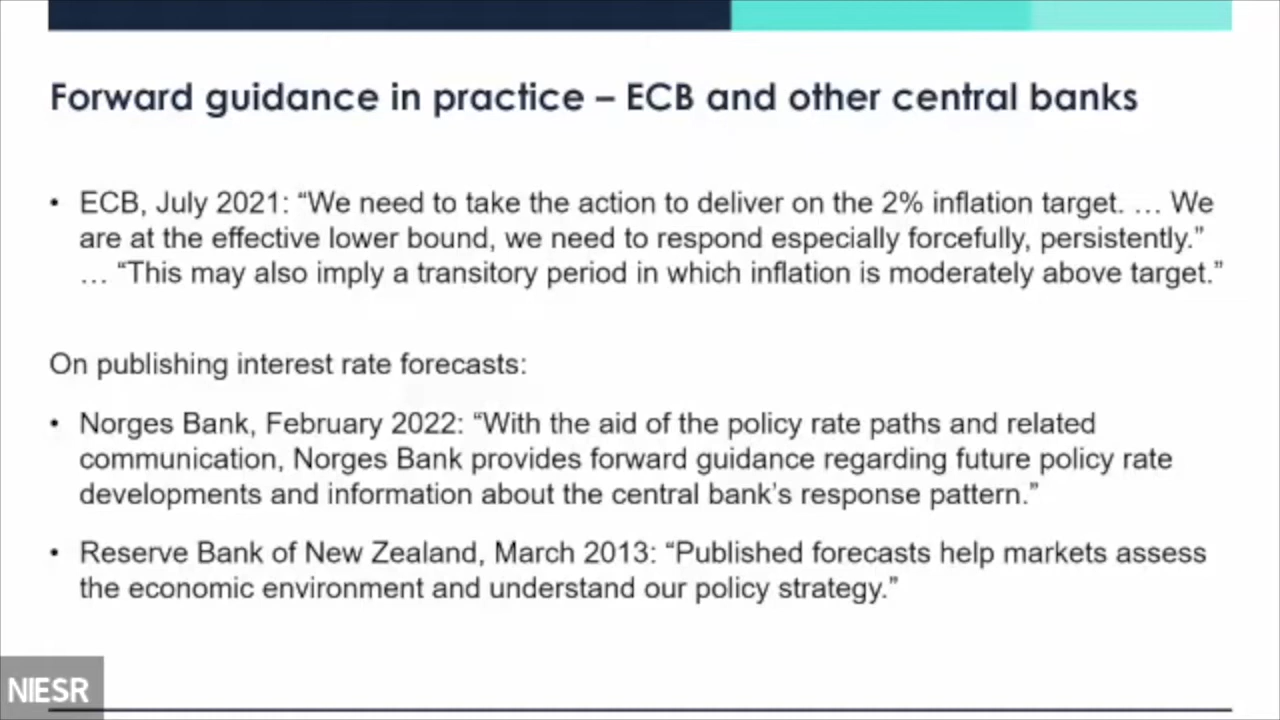 Forward guidance in practice – ECB and other central banks
• ECB, July 2021: “We need to take the action to deliver on the 2% inflation target. … We
are at the effective lower bound, we need to respond especially forcefully, persistently.”
… “This may also imply a transitory period in which inflation is moderately above target.”
On publishing interest rate forecasts:
• Norges Bank, February 2022: “With the aid of the policy rate paths and related
communication, Norges Bank provides forward guidance regarding future policy rate
developments and information about the central bank’s response pattern.”
• Reserve Bank of New Zealand, March 2013: “Published forecasts help markets assess
the economic environment and understand our policy strategy.”
NIESR